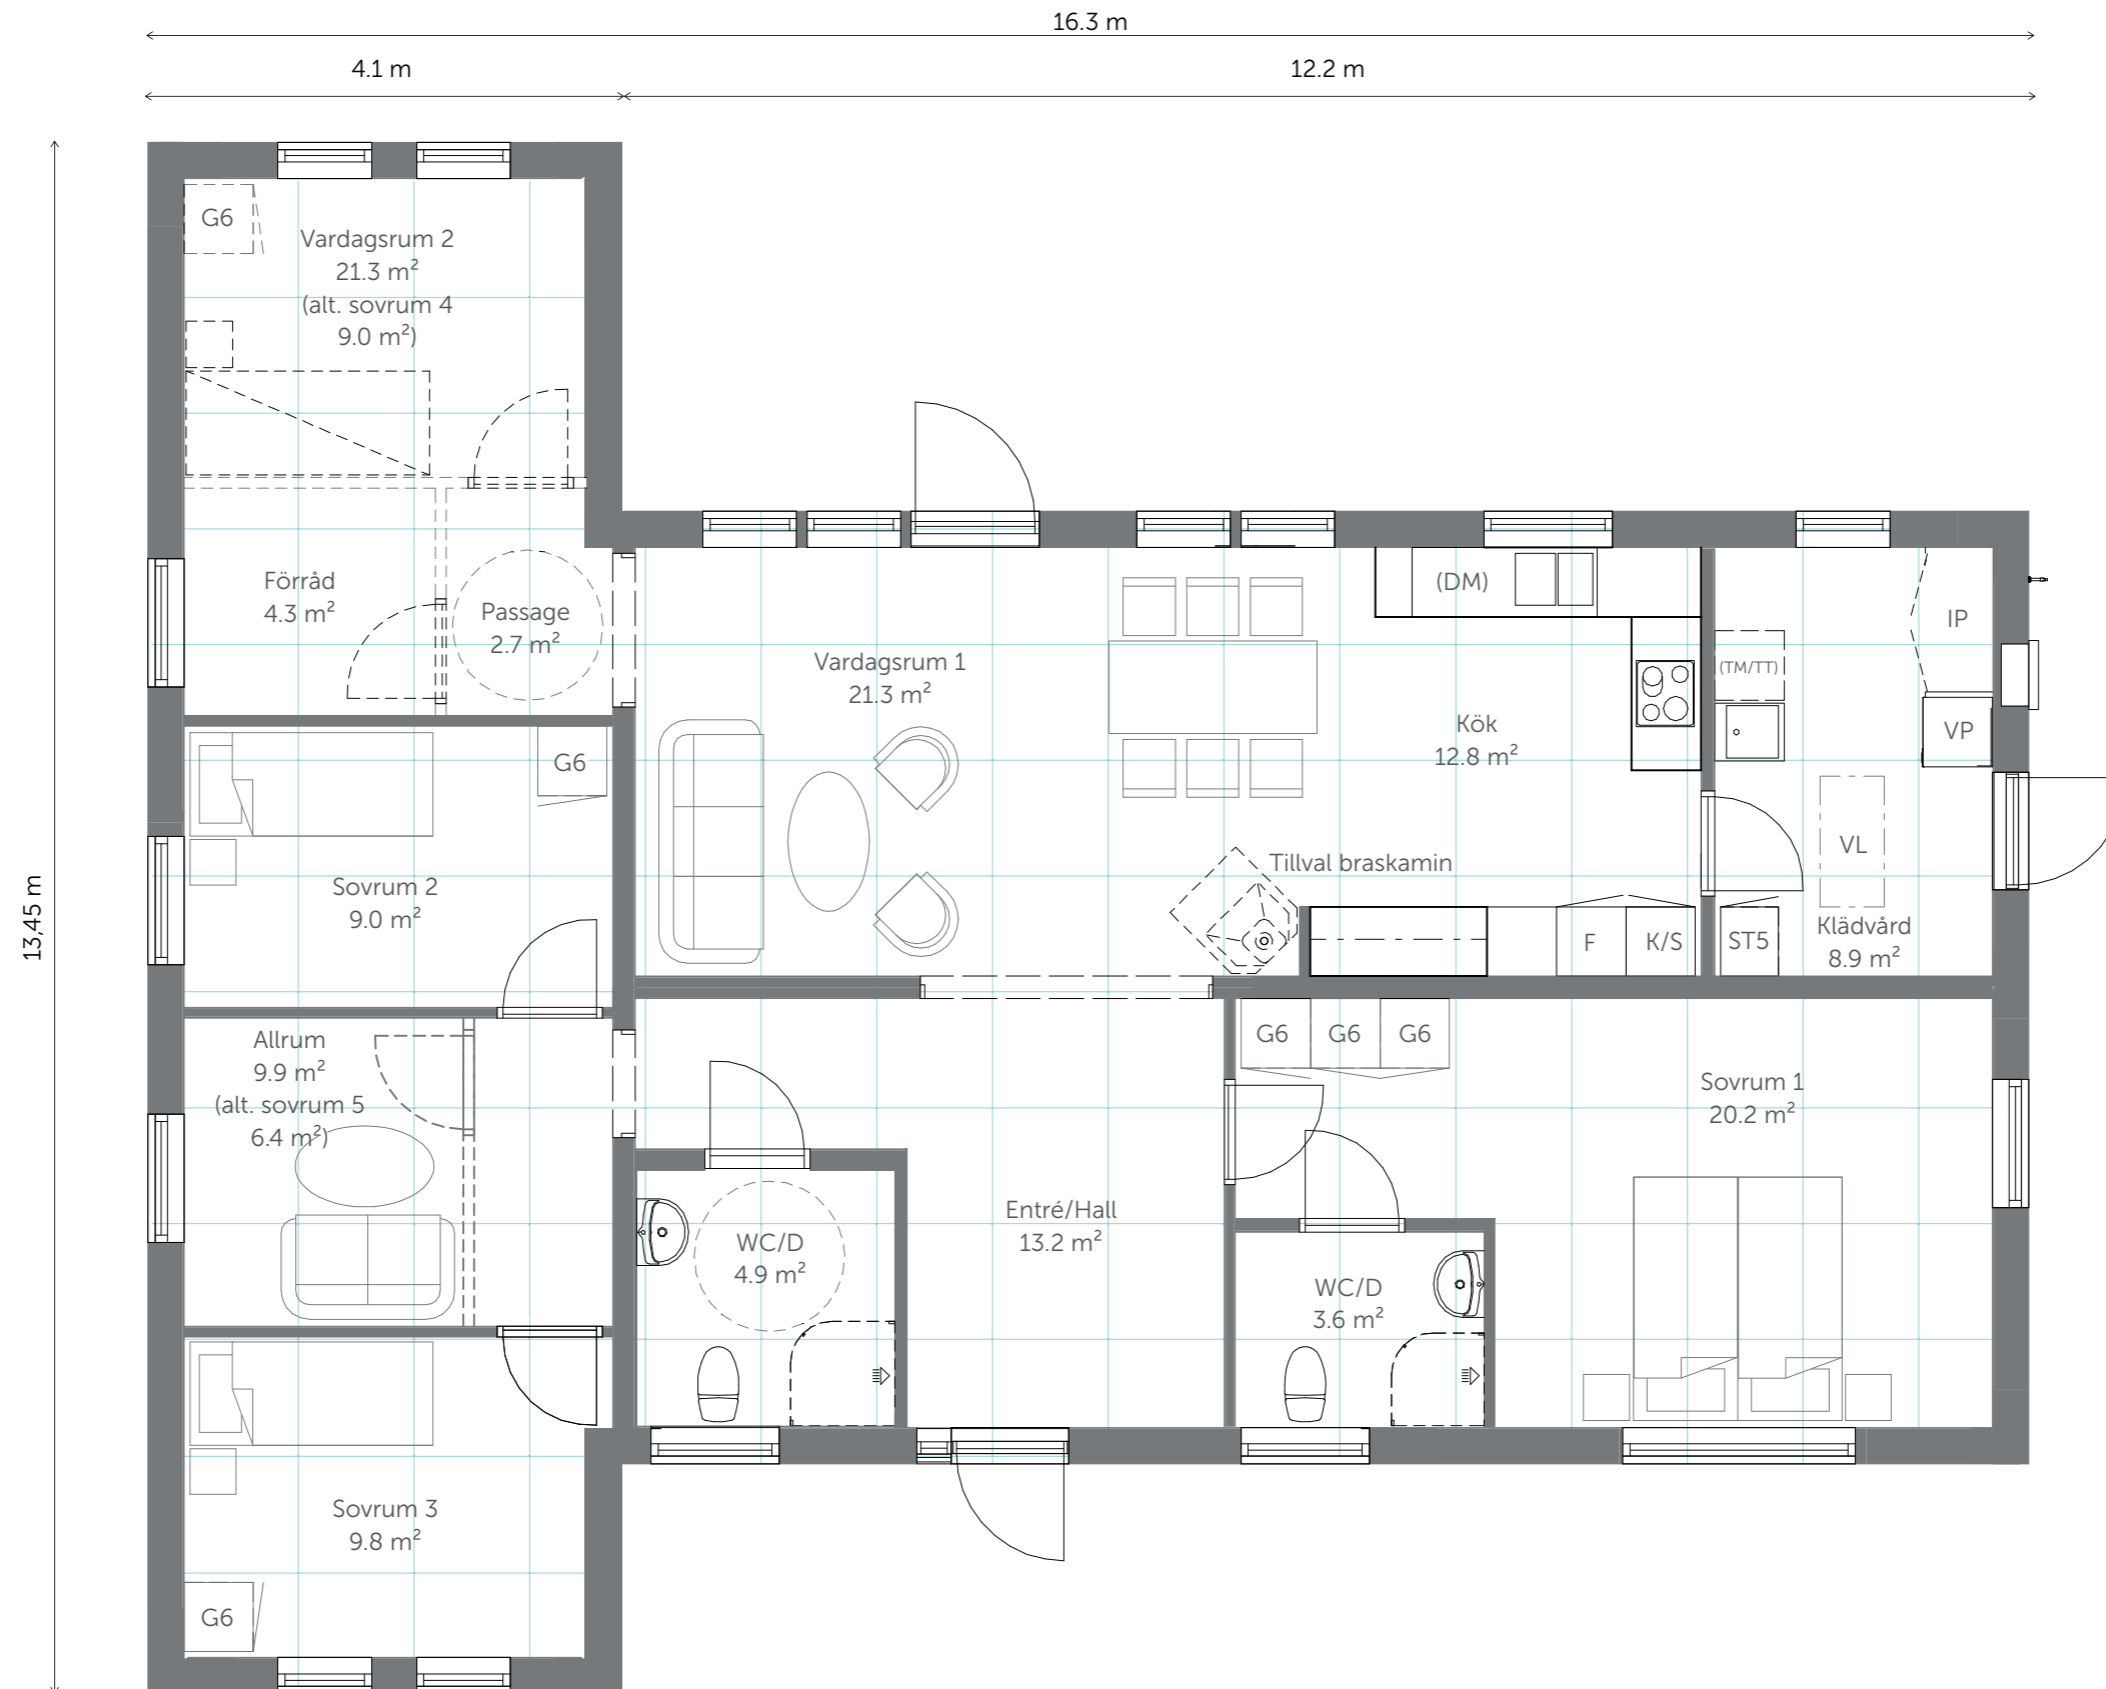 16.3 m
4.1 m
12.2 m
13,45 m
G6
Vardagsrum 2
21.3 m²
(alt. sovrum 4
9.0 m²)
Förråd
4.3 m²
Passage
2.7 m²
Vardagsrum 1
21.3 m²
(DM)
Kök
12.8 m²
(TM/TT)
IP
VP
VL
Tillval braskamin
F
K/S
ST5
Klädvård
8.9 m²
G6
Sovrum 2
9.0 m²
Allrum
9.9 m²
(alt. sovrum 5
6.4 m²)
G6
G6
G6
Sovrum 1
20.2 m²
WC/D
4.9 m²
Entré/Hall
13.2 m²
WC/D
3.6 m²
Sovrum 3
9.8 m²
G6